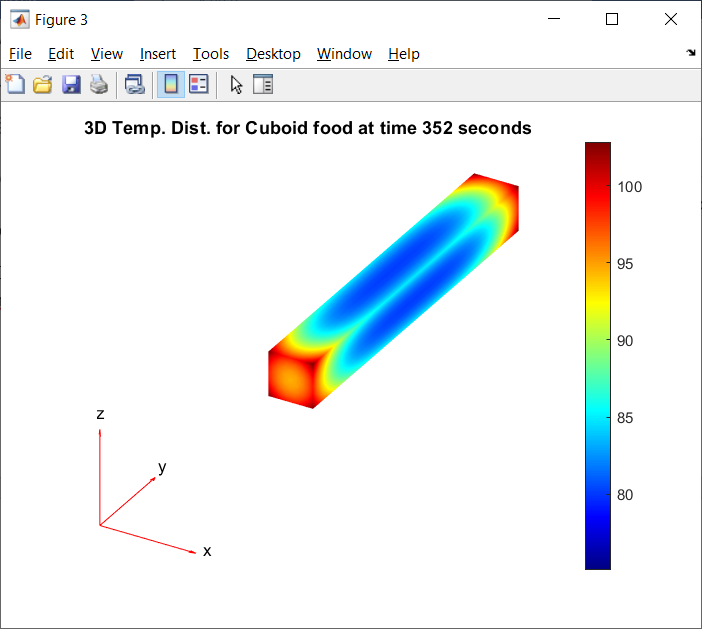 Figure 3
File Edit View Insert Tools Desktop Window Help
3D Temp. Dist. for Cuboid food at time 352 seconds
100
95
90
85
80
z
y
x